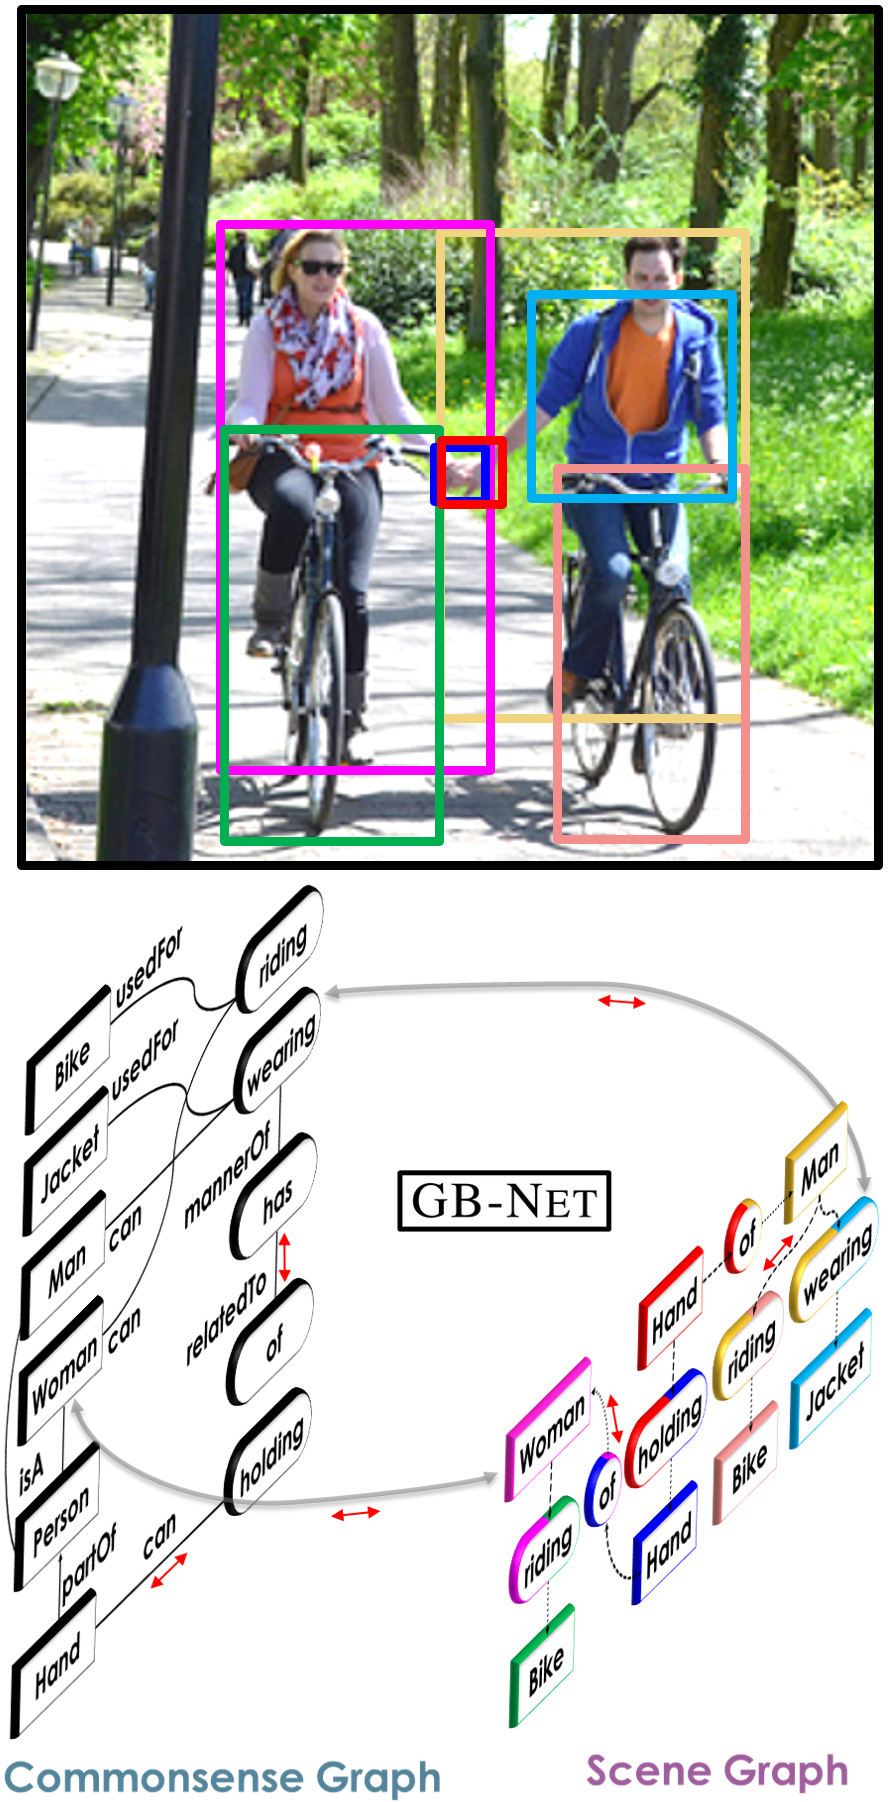 riding
usedFor
Bike
wearing
usedFor
Jacket
mannerOf
has
can
Man
relatedTo
of
can
Woman
holding
isA
Person
partOf
can
Hand
Commonsense Graph
GB-NET
Man
of
wearing
Hand
riding
Jacket
Woman
holding
Bike
of
riding
Hand
Bike
Scene Graph